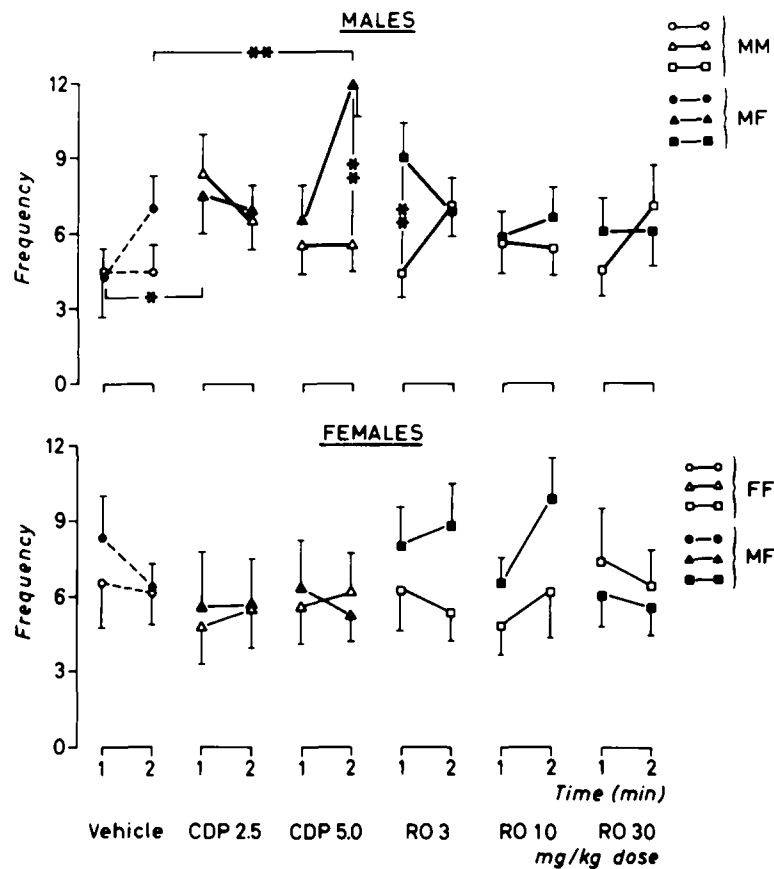 MALES
**
MM
MF
12
9
6
3
0
Frequency
**
**
*
FEMALES
FF
MF
12
9
6
3
0
Frequency
1 2 1 2 1 2 1 2 1 2 1 2
Time (min)
Vehicle CDP 2.5 CDP 5.0 RO 3 RO 10 RO 30
mg/kg dose